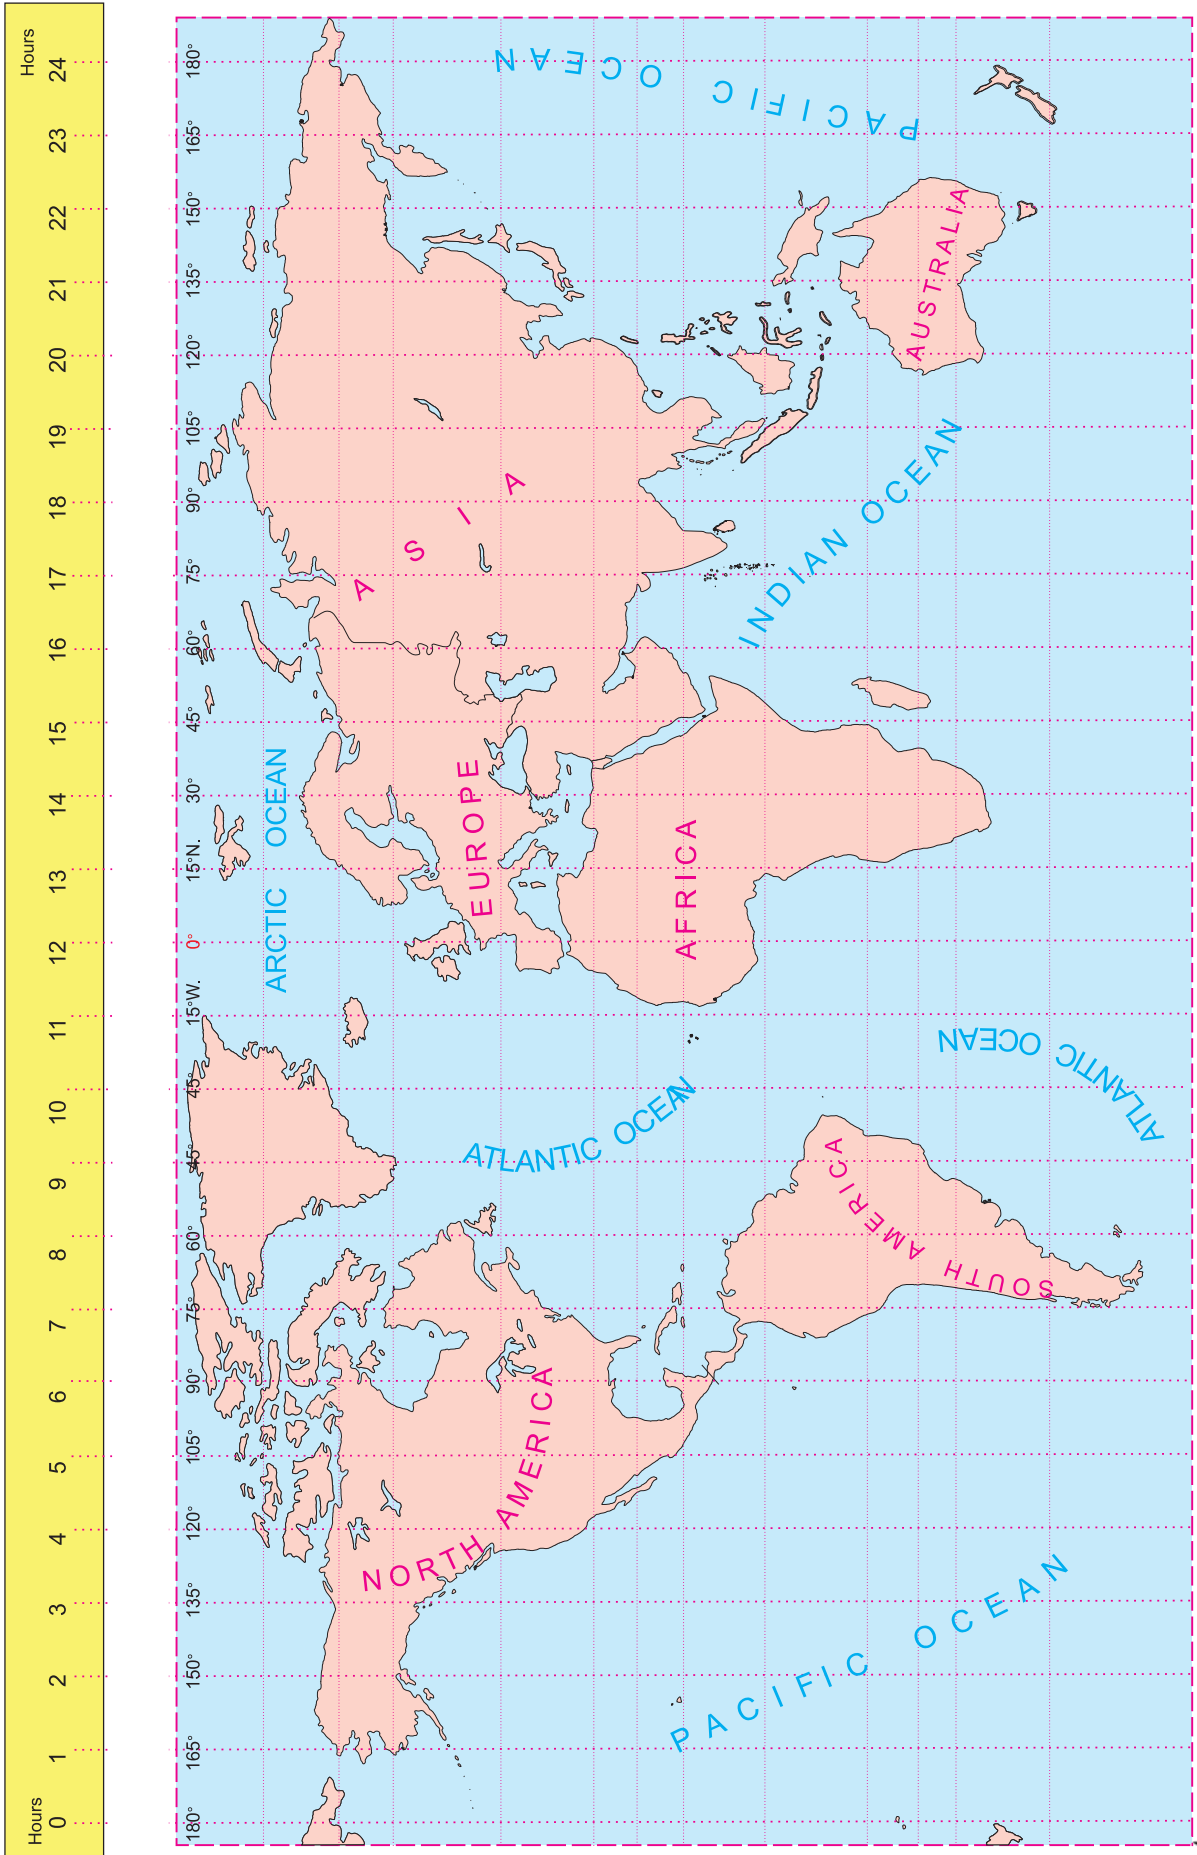 Hours Hours
0 1 2 3 4 5 6 7 8 9 10 11 12 13 14 15 16 17 18 19 20 21 22 23 24
180° 165° 150° 135° 120° 105° 90° 75° 60° 45° 45° 15°W. 0° 15°N. 30° 45° 60° 75° 90° 105° 120° 135° 150° 165° 180°
ARCTIC OCEAN
NORTH AMERICA
EUROPE
ASIA
ATLANTIC OCEAN
PACIFIC OCEAN
AFRICA
PACIFIC OCEAN
INDIAN OCEAN
SOUTH AMERICA
AUSTRALIA
ATLANTIC OCEAN